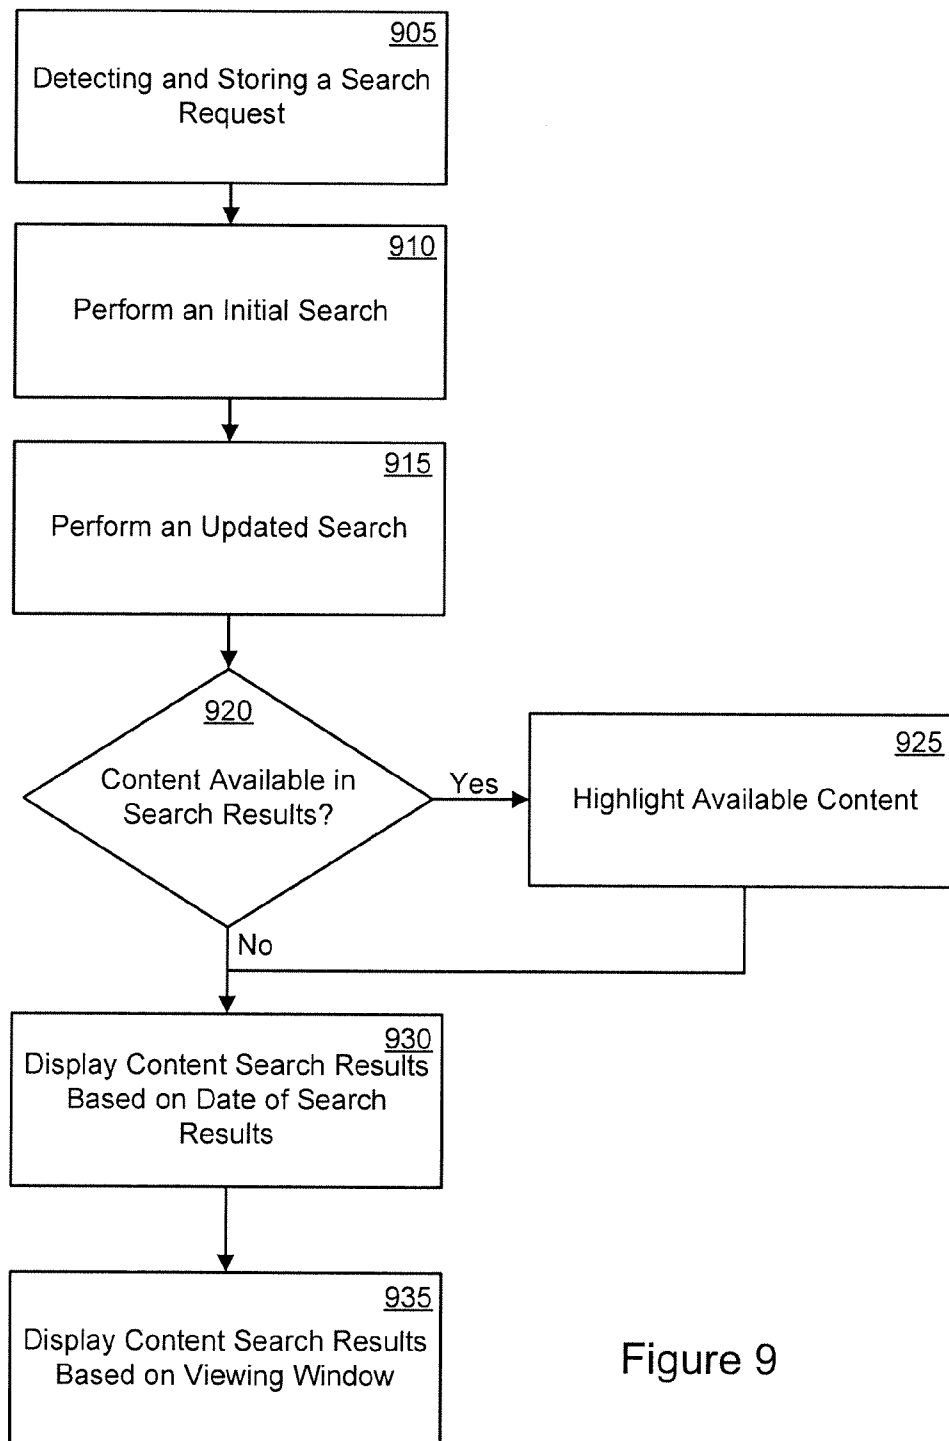 905
Detecting and Storing a Search
Request
910
Perform an Initial Search
915
Perform an Updated Search
920
Content Available in
Search Results?
Yes
925
Highlight Available Content
No
930
Display Content Search Results
Based on Date of Search
Results
935
Display Content Search Results
Based on Viewing Window
Figure 9